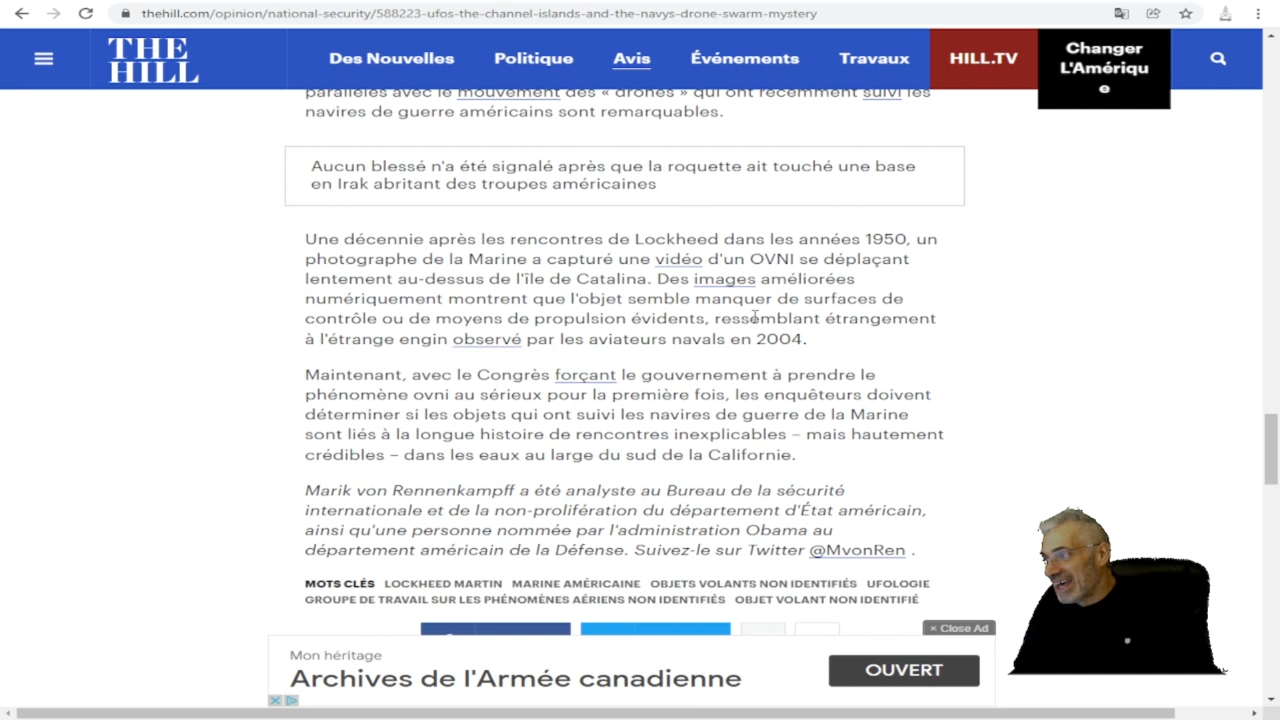 thehill.com/opinion/national-security/588223-ufos-the-channel-islands-and-the-navys-drone-swarm-mystery
THE HILL
Des Nouvelles
Politique
Avis
Événements
Travaux
HILL.TV
Changer
L'Amériqu
e
parallèles avec le mouvement des « drones » qui ont récemment suivi les
navires de guerre américains sont remarquables.
Aucun blessé n'a été signalé après que la roquette ait touché une base
en Irak abritant des troupes américaines
Une décennie après les rencontres de Lockheed dans les années 1950, un
photographe de la Marine a capturé une vidéo d'un OVNI se déplaçant
lentement au-dessus de l'île de Catalina. Des images améliorées
numériquement montrent que l'objet semble manquer de surfaces de
contrôle ou de moyens de propulsion évidents, ressemblant étrangement
à l'étrange engin observé par les aviateurs navals en 2004.
Maintenant, avec le Congrès forçant le gouvernement à prendre le
phénomène ovni au sérieux pour la première fois, les enquêteurs doivent
déterminer si les objets qui ont suivi les navires de guerre de la Marine
sont liés à la longue histoire de rencontres inexplicables – mais hautement
crédibles – dans les eaux au large du sud de la Californie.
Marik von Rennenkampff a été analyste au Bureau de la sécurité
internationale et de la non-prolifération du département d'État américain,
ainsi qu'une personne nommée par l'administration Obama au
département américain de la Défense. Suivez-le sur Twitter @MvonRen .
MOTS CLÉS LOCKHEED MARTIN MARINE AMÉRICAINE OBJETS VOLANTS NON IDENTIFIÉS UFOLOGIE
GROUPE DE TRAVAIL SUR LES PHÉNOMÈNES AÉRIENS NON IDENTIFIÉS OBJET VOLANT NON IDENTIFIÉ
× Close Ad
Mon héritage
Archives de l'Armée canadienne
OUVERT